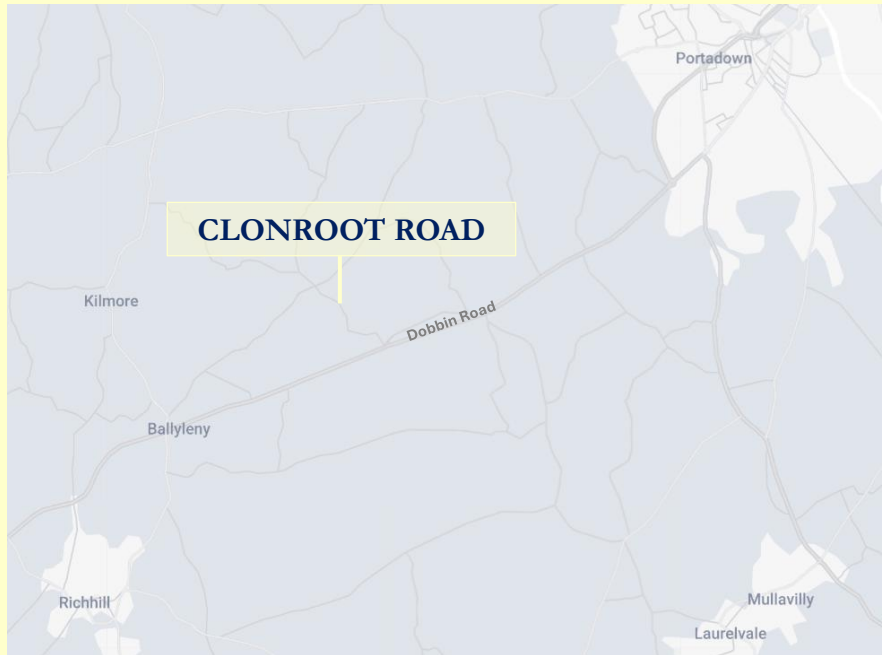 Portadown
CLONROOT ROAD
Kilmore
Dobbin Road
Ballyleny
Richhill
Mullavilly
Laurelvale